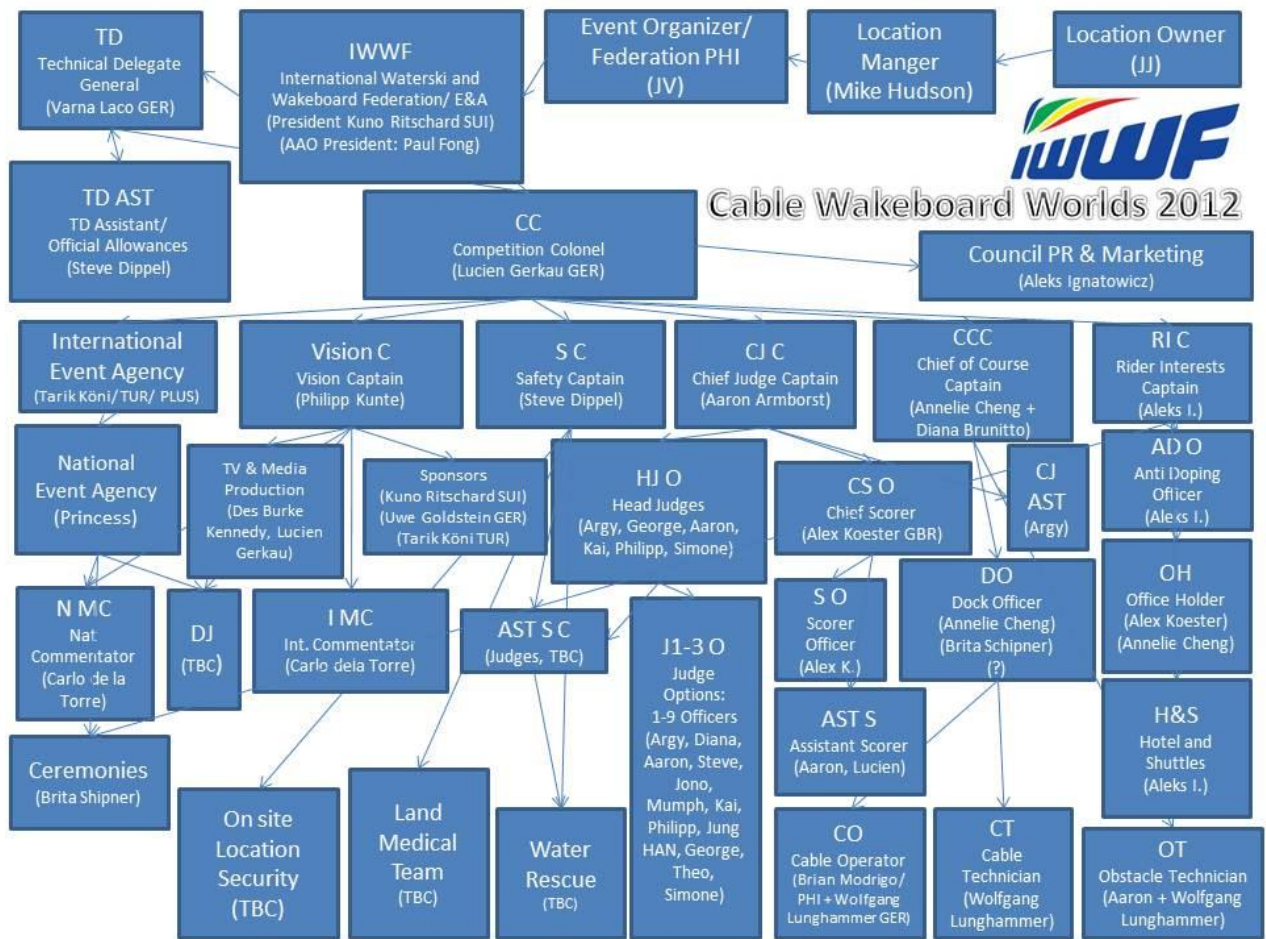 TD
Technical Delegate
General
(Varna Laco GER)
IWWF
International Waterski and
Wakeboard Federation/ E&A
(President Kuno Ritschard SUI)
(AAO President: Paul Fong)
Event Organizer/
Federation PHI
(JV)
Location
Manger
(Mike Hudson)
Location Owner
(JJ)
IWWF
Cable Wakeboard Worlds 2012
TD AST
TD Assistant/
Official Allowances
(Steve Dippel)
CC
Competition Colonel
(Lucien Gerkau GER)
Council PR & Marketing
(Aleks Ignatowicz)
International
Event Agency
(Tarik Köni/TUR/ PLUS)
Vision C
Vision Captain
(Philipp Kunte)
S C
Safety Captain
(Steve Dippel)
CJ C
Chief Judge Captain
(Aaron Armborst)
CCC
Chief of Course
Captain
(Annelie Cheng +
Diana Brunitto)
RI C
Rider Interests
Captain
(Aleks I.)
National
Event Agency
(Princess)
TV & Media
Production
(Des Burke
Kennedy, Lucien
Gerkau)
Sponsors
(Kuno Ritschard SUI)
(Uwe Goldstein GER)
(Tarik Köni TUR)
HJ O
Head Judges
(Argy, George, Aaron,
Kai, Philipp, Simone)
CS O
Chief Scorer
(Alex Koester GBR)
CJ
AST
(Argy)
AD O
Anti Doping
Oficer
(Aleks I.)
N MC
Nat
Commentator
(Carlo de la
Torre)
DJ
(TBC)
I MC
Int. Commentator
(Carlo dela Torre)
AST S C
(Judges, TBC)
J1-3 O
Judge
Options:
1-9 Officers
(Argy, Diana,
Aaron, Steve,
Jono,
Mumph, Kai,
Philipp, Jung
HAN, George,
Theo,
Simone)
S O
Scorer
Officer
(Alex K.)
DO
Dock Officer
(Annelie Cheng)
(Brita Schipner)
(?)
OH
Office Holder
(Alex Koester)
(Annelie Cheng)
AST S
Assistant Scorer
(Aaron, Lucien)
H&S
Hotel and
Shuttles
(Aleks I.)
Ceremonies
(Brita Shipner)
On site
Location
Security
(TBC)
Land
Medical
Team
(TBC)
Water
Rescue
(TBC)
CO
Cable Operator
(Brian Modrigo/
PHI + Wolfgang
Lunghammer GER)
CT
Cable
Technician
(Wolfgang
Lunghammer)
OT
Obstacle Technician
(Aaron + Wolfgang
Lunghammer)